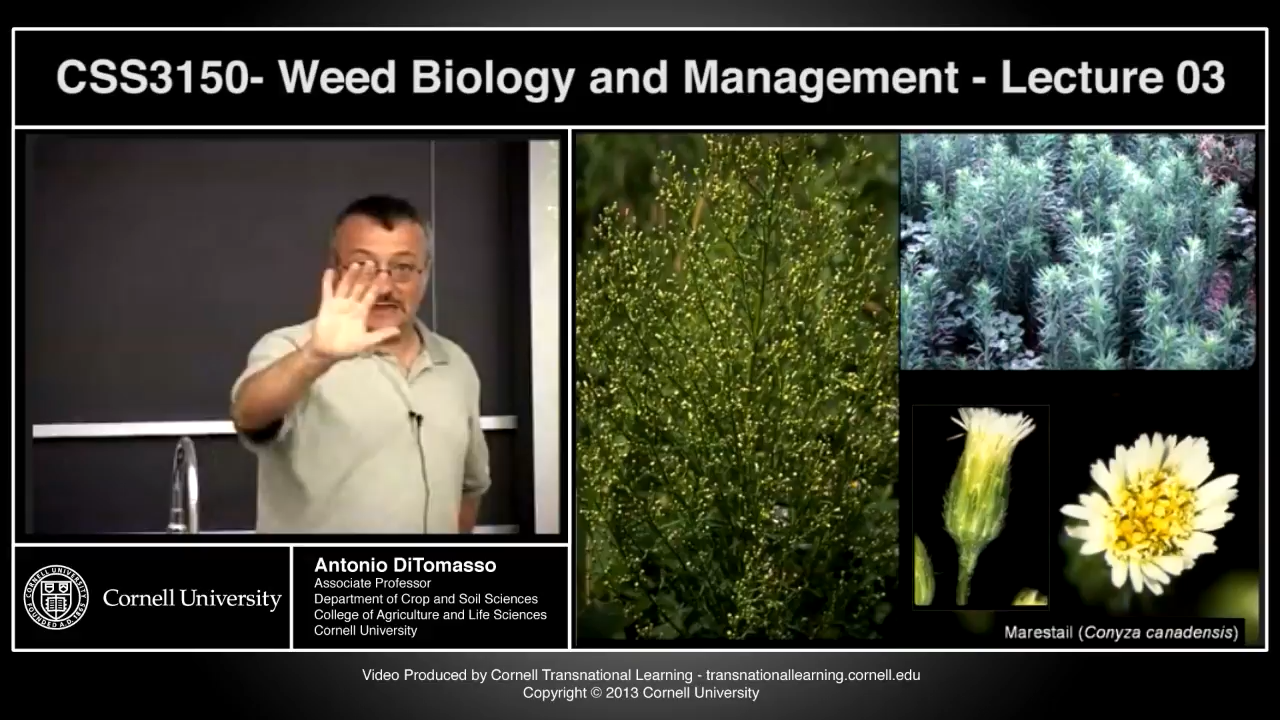 CSS3150- Weed Biology and Management - Lecture 03
Cornell University
Antonio DiTomasso
Associate Professor
Department of Crop and Soil Sciences
College of Agriculture and Life Sciences
Cornell University
Marestail (Conyza canadensis)
Video Produced by Cornell Transnational Learning - transnationallearning.cornell.edu
Copyright © 2013 Cornell University